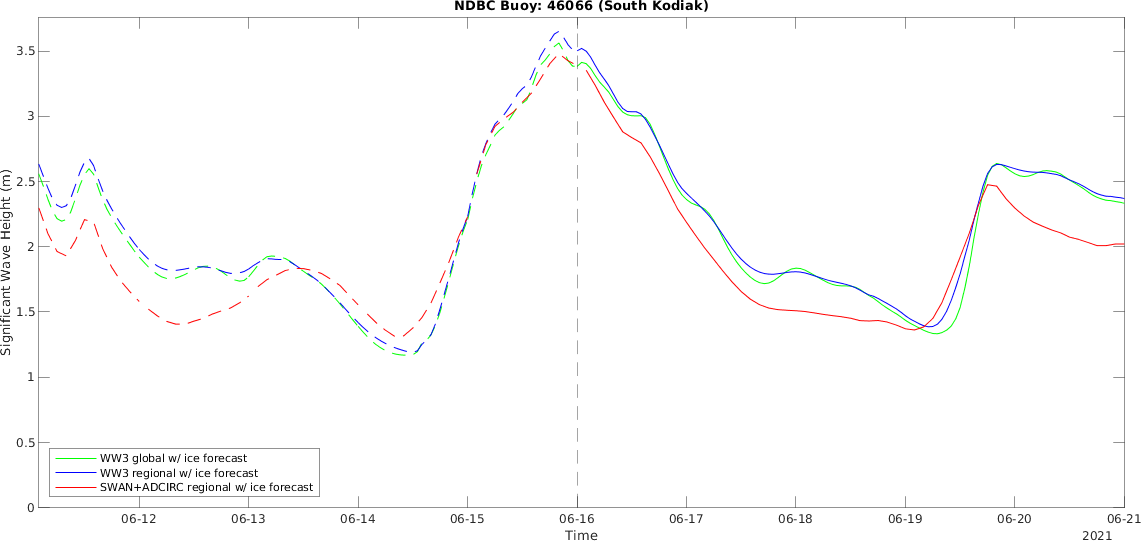 NDBC Buoy: 46066 (South Kodiak)
Significant Wave Height (m)
3.5
3
2.5
2
1.5
1
0.5
0
WW3 global w/ ice forecast
WW3 regional w/ ice forecast
SWAN+ADCIRC regional w/ ice forecast
06-12 06-13 06-14 06-15 06-16 06-17 06-18 06-19 06-20 06-21
Time
2021